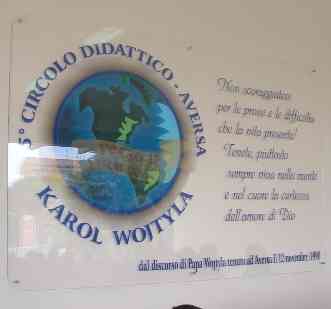 5° CIRCOLO DIDATTICO - AVERSA
KAROL WOJTYLA
Non scoraggiatevi
per le prove e le difficoltà
che la vita presenta!
Tenete, piuttosto
sempre viva nella mente
e nel cuore la certezza
dell'amore di Dio
dal discorso di Papa Wojtyla tenuto ad Aversa il novembre 1990